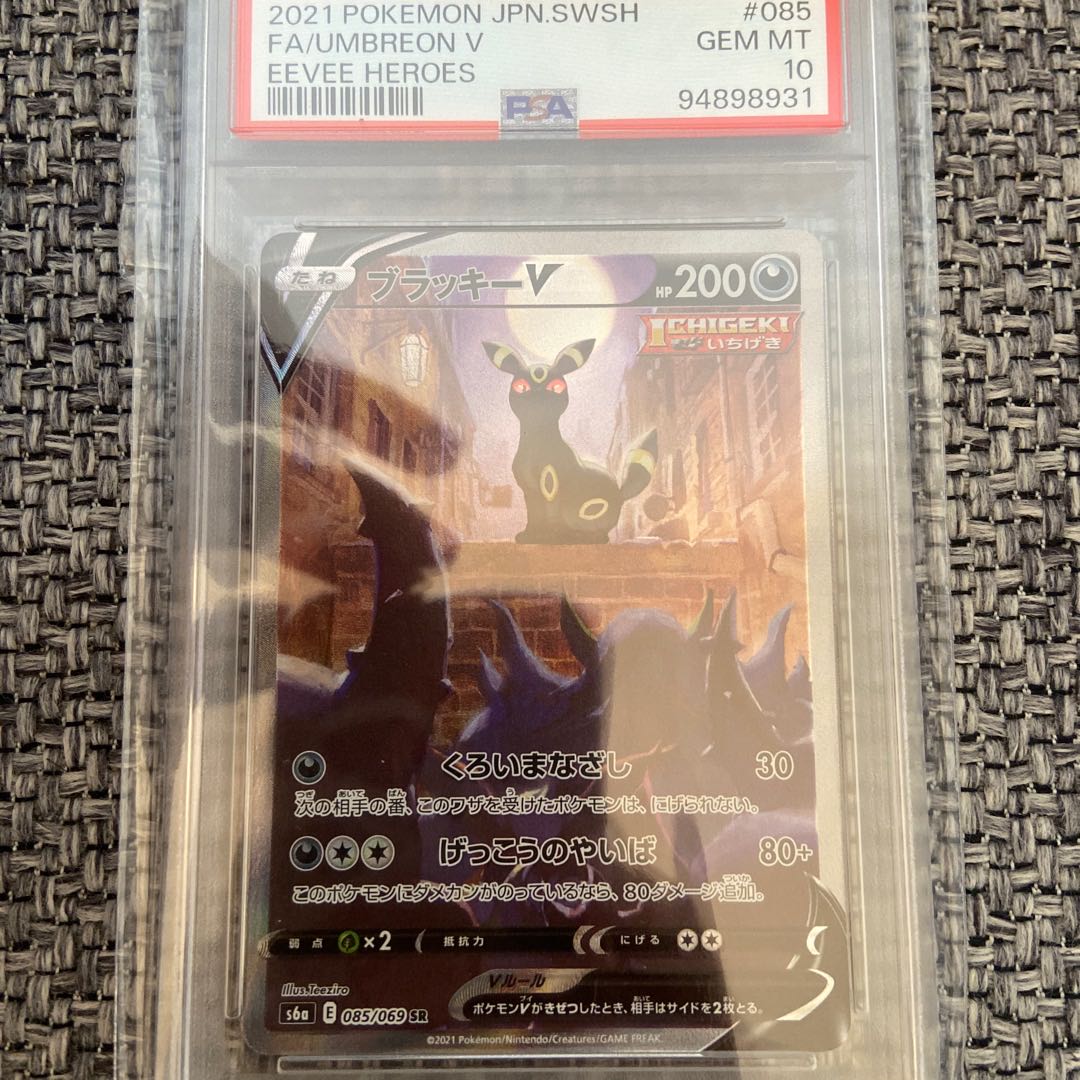 2021 POKEMON JPN.SWSH #085
FA/UMBREON V GEM MT
EEVEE HEROES 10
PSA 94898931
たね ブラッキーV HP 200
ICHIGEKI
いちげき
くろいまなざし 30
次の相手の番、このワザを受けたポケモンは、にげられない。
げっこうのやいば 80+
このポケモンにダメカンがのっているなら、80ダメージ追加。
弱点 ×2 抵抗力 にげる
Vルール
Illus.Teeziro
ポケモンVがきぜつしたとき、相手はサイドを2枚とる。
s6a E 085/069 SR
©2021 Pokémon/Nintendo/Creatures/GAME FREAK.